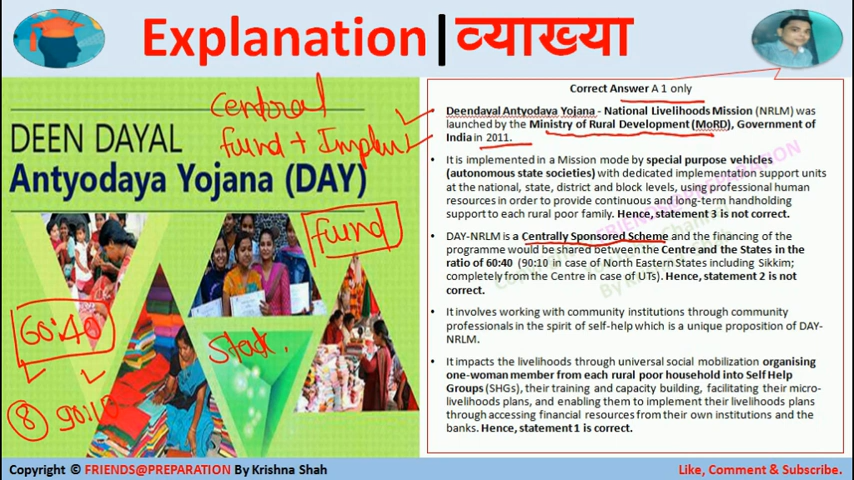 Explanation|व्याख्या
Central
fund + Implem
DEEN DAYAL
Antyodaya Yojana (DAY)
fund
60:40
State.
8 90:10
Correct Answer A 1 only
• Deendayal Antyodaya Yojana - National Livelihoods Mission (NRLM) was
launched by the Ministry of Rural Development (MoRD), Government of
India in 2011.
• It is implemented in a Mission mode by special purpose vehicles
(autonomous state societies) with dedicated implementation support units
at the national, state, district and block levels, using professional human
resources in order to provide continuous and long-term handholding
support to each rural poor family. Hence, statement 3 is not correct.
• DAY-NRLM is a Centrally Sponsored Scheme and the financing of the
programme would be shared between the Centre and the States in the
ratio of 60:40 (90:10 in case of North Eastern States including Sikkim;
completely from the Centre in case of UTs). Hence, statement 2 is not
correct.
• It involves working with community institutions through community
professionals in the spirit of self-help which is a unique proposition of DAY-
NRLM.
• It impacts the livelihoods through universal social mobilization organising
one-woman member from each rural poor household into Self Help
Groups (SHGs), their training and capacity building, facilitating their micro-
livelihoods plans, and enabling them to implement their livelihoods plans
through accessing financial resources from their own institutions and the
banks. Hence, statement 1 is correct.
Copyright © FRIENDS@PREPARATION By Krishna Shah
Like, Comment & Subscribe.